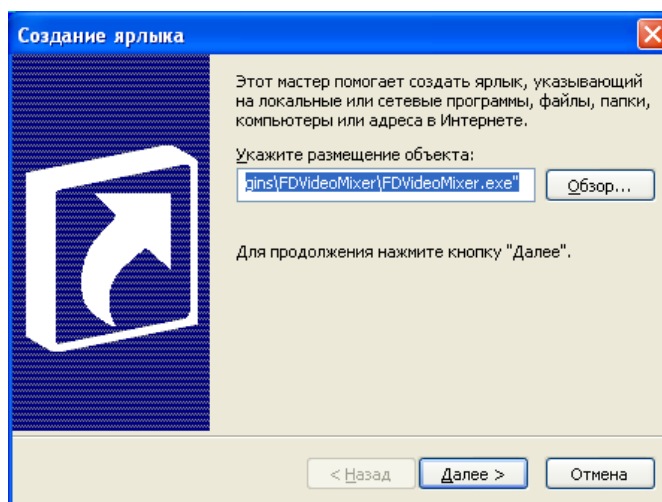 Создание ярлыка
Этот мастер помогает создать ярлык, указывающий
на локальные или сетевые программы, файлы, папки,
компьютеры или адреса в Интернете.
Укажите размещение объекта:
gins\FDVideoMixer\FDVideoMixer.exe"
Обзор...
Для продолжения нажмите кнопку "Далее".
< Назад
Далее >
Отмена